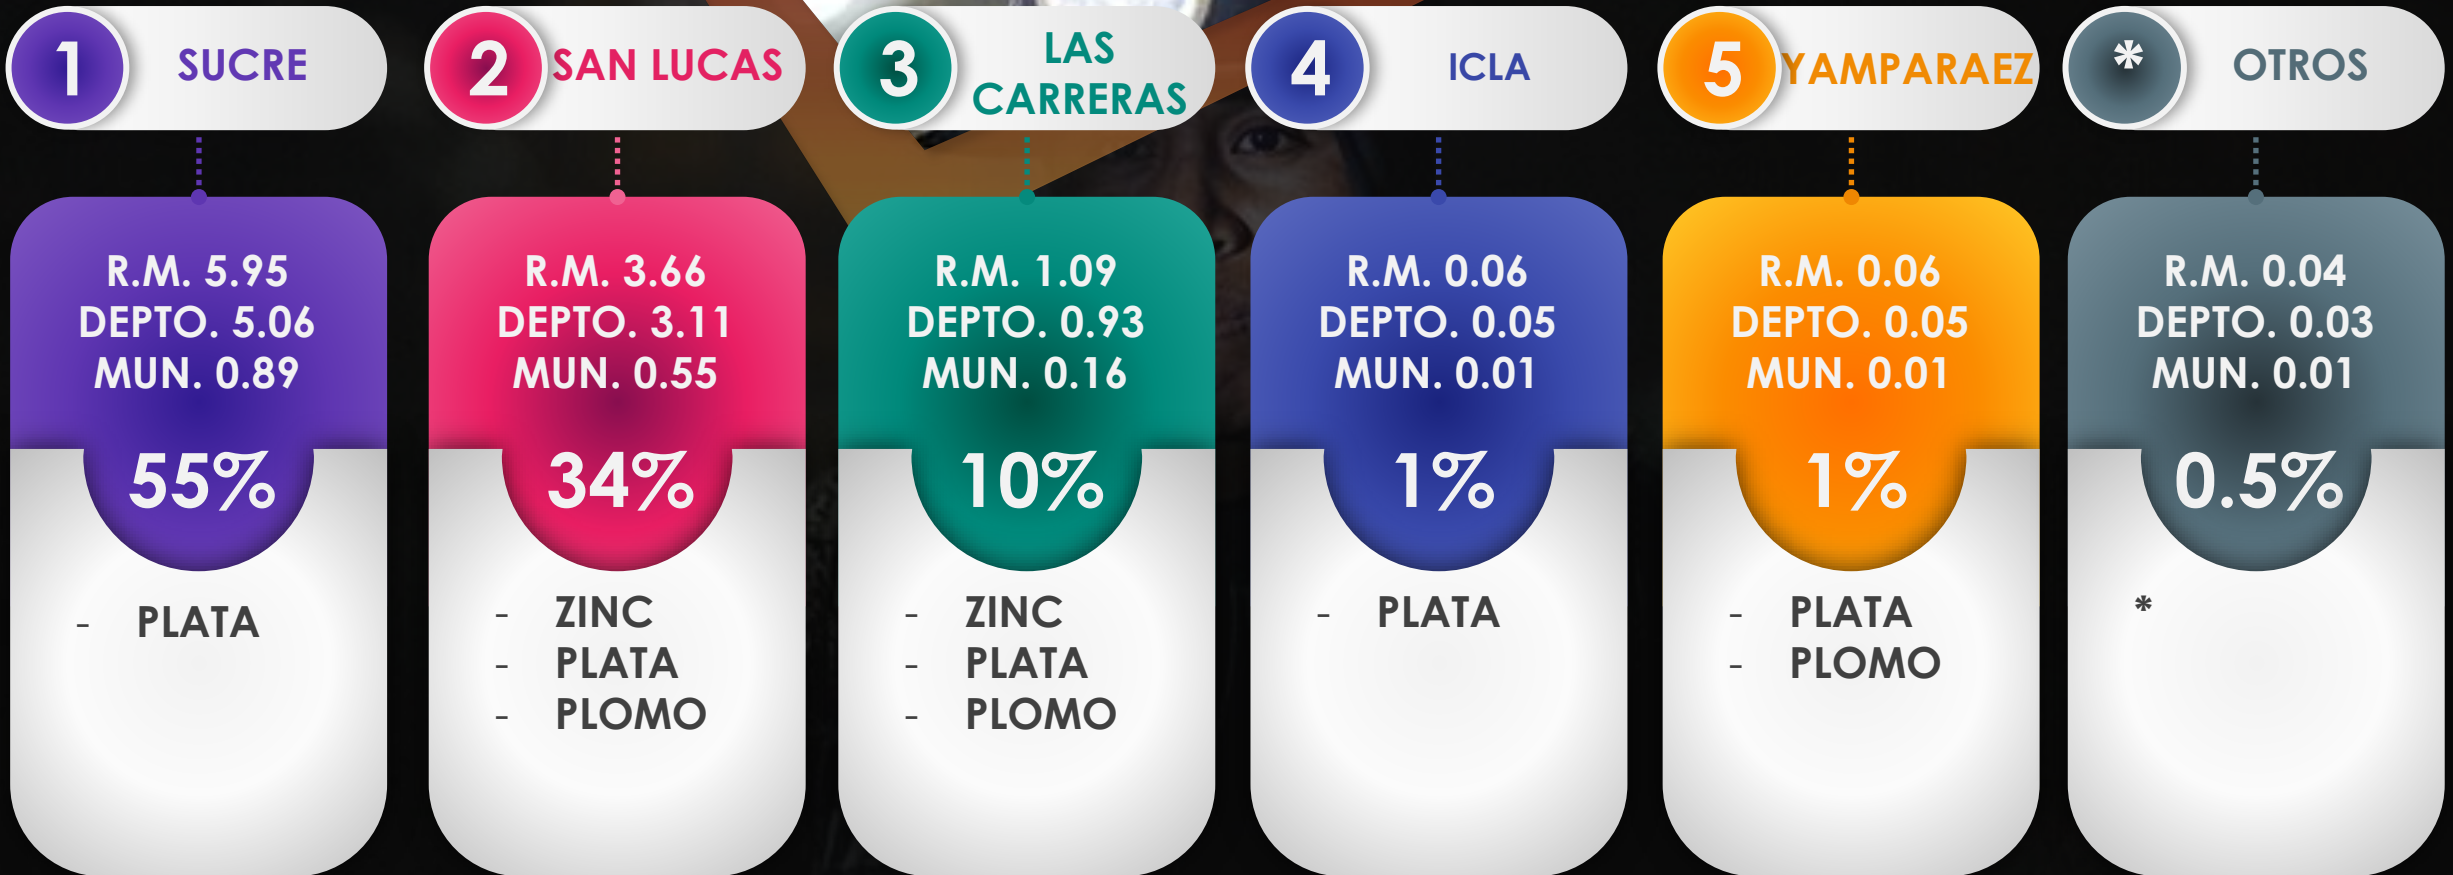 1
SUCRE
R.M. 5.95
DEPTO. 5.06
MUN. 0.89
55%
- PLATA
2
SAN LUCAS
R.M. 3.66
DEPTO. 3.11
MUN. 0.55
34%
- ZINC
- PLATA
- PLOMO
3
LAS
CARRERAS
R.M. 1.09
DEPTO. 0.93
MUN. 0.16
10%
- ZINC
- PLATA
- PLOMO
4
ICLA
R.M. 0.06
DEPTO. 0.05
MUN. 0.01
1%
- PLATA
5
YAMPARAEZ
R.M. 0.06
DEPTO. 0.05
MUN. 0.01
1%
- PLATA
- PLOMO
*
OTROS
R.M. 0.04
DEPTO. 0.03
MUN. 0.01
0.5%
*